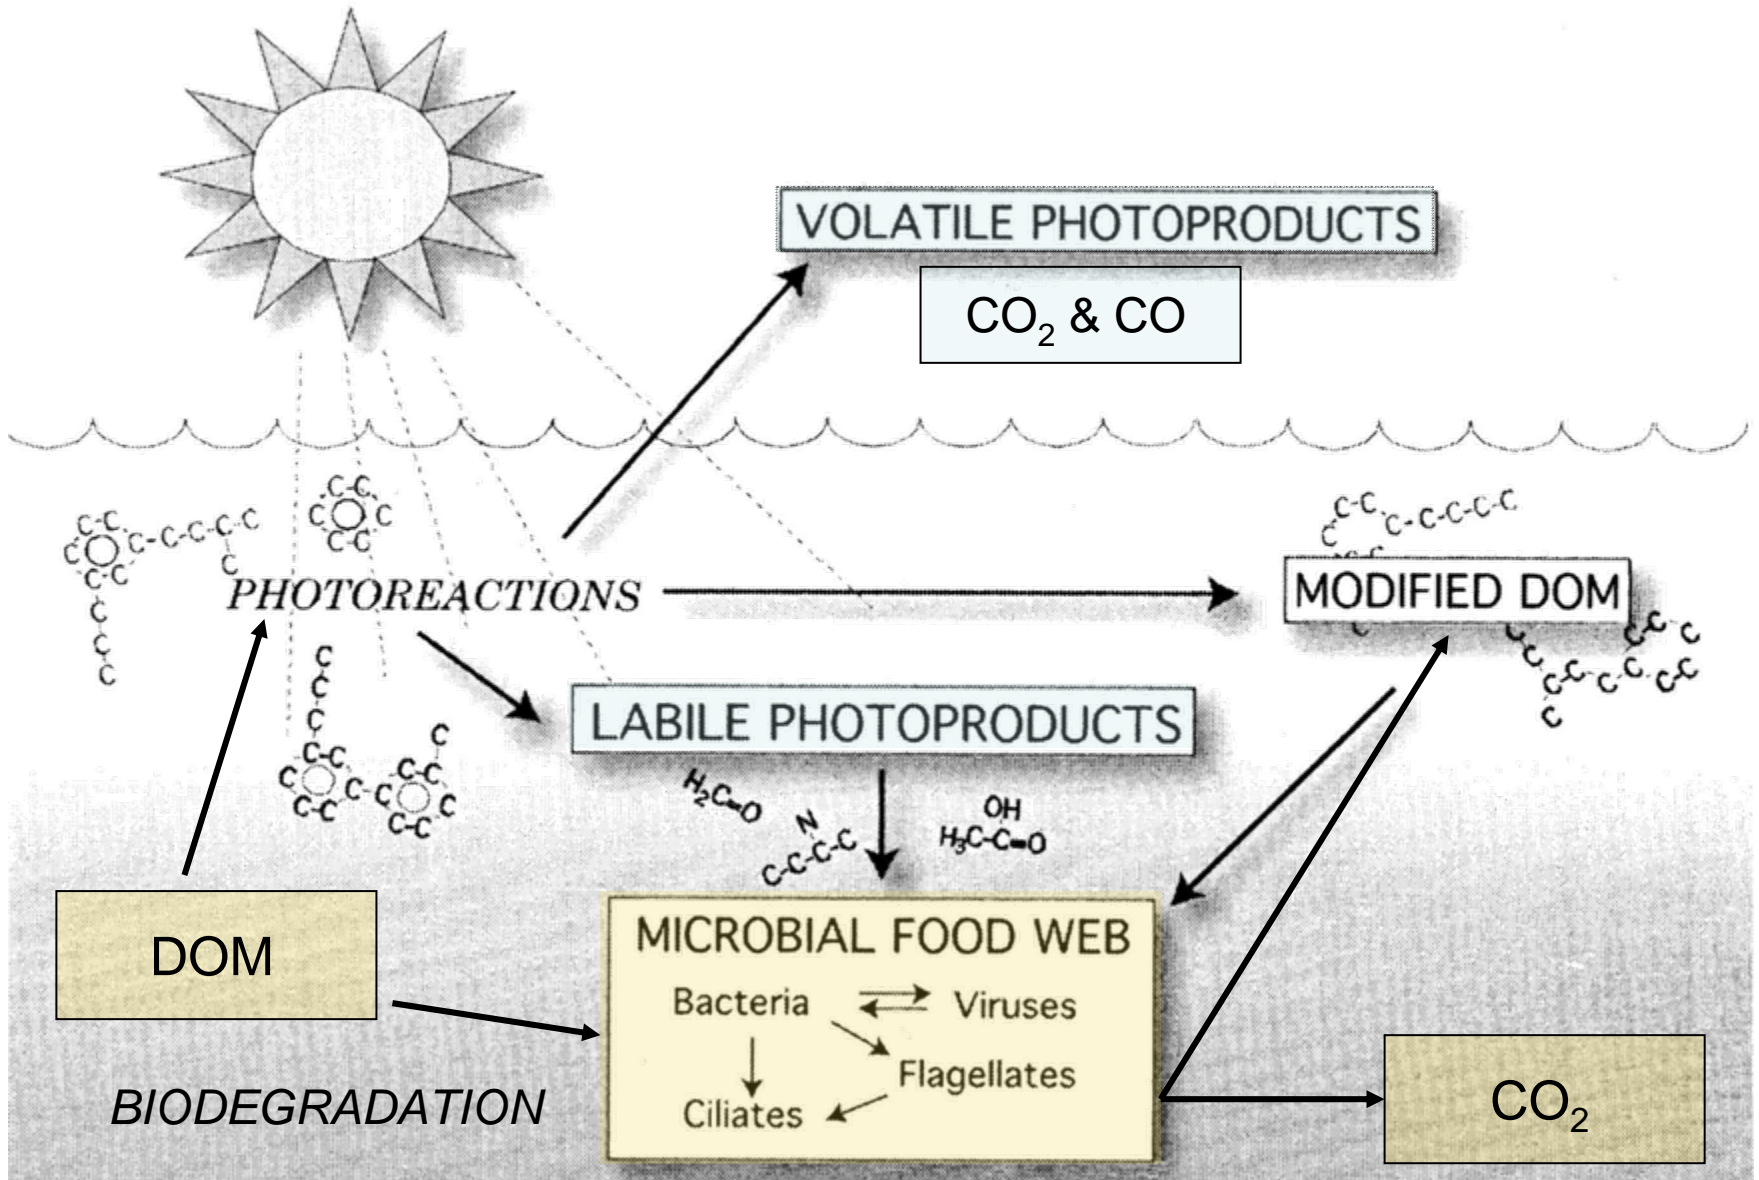 VOLATILE PHOTOPRODUCTS
CO₂ & CO
C-C
C C-C-C-C-C
C-C
C
C
C
C
C
C-C
C C
C-C
C-C C-C-C-C-C
C
PHOTOREACTIONS
MODIFIED DOM
C
C
C
C
C-C
C C-C
C-C
C
C-C
C C
C-C
LABILE PHOTOPRODUCTS
H₂C=O
N
C-C-C-C
OH
H₃C-C=O
DOM
MICROBIAL FOOD WEB
Bacteria Viruses
Flagellates
Ciliates
BIODEGRADATION
CO₂